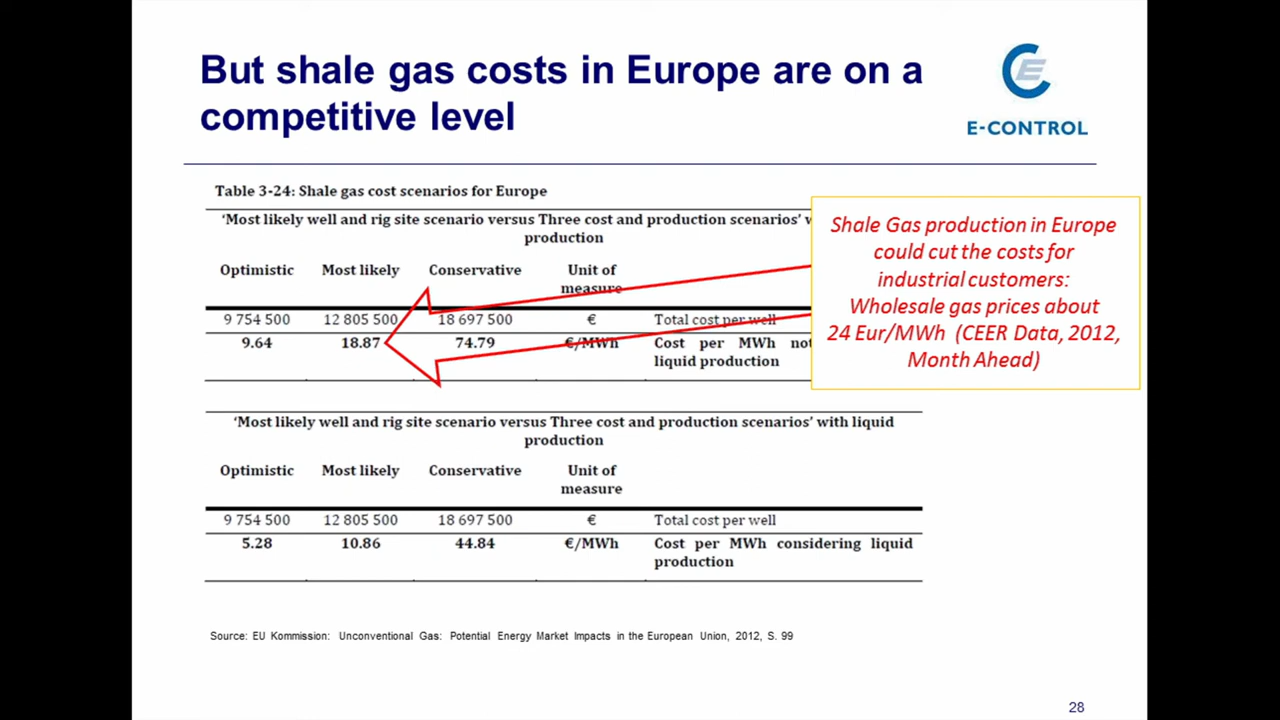 But shale gas costs in Europe are on a
competitive level
E-CONTROL
Table 3-24: Shale gas cost scenarios for Europe
'Most likely well and rig site scenario versus Three cost and production scenarios' w
production
Optimistic Most likely Conservative Unit of
measure
9 754 500 12 805 500 18 697 500 € Total cost per well
9.64 18.87 74.79 €/MWh Cost per MWh not
liquid production
Shale Gas production in Europe
could cut the costs for
industrial customers:
Wholesale gas prices about
24 Eur/MWh (CEER Data, 2012,
Month Ahead)
'Most likely well and rig site scenario versus Three cost and production scenarios' with liquid
production
Optimistic Most likely Conservative Unit of
measure
9 754 500 12 805 500 18 697 500 € Total cost per well
5.28 10.86 44.84 €/MWh Cost per MWh considering liquid
production
Source: EU Kommission: Unconventional Gas: Potential Energy Market Impacts in the European Union, 2012, S. 99
28